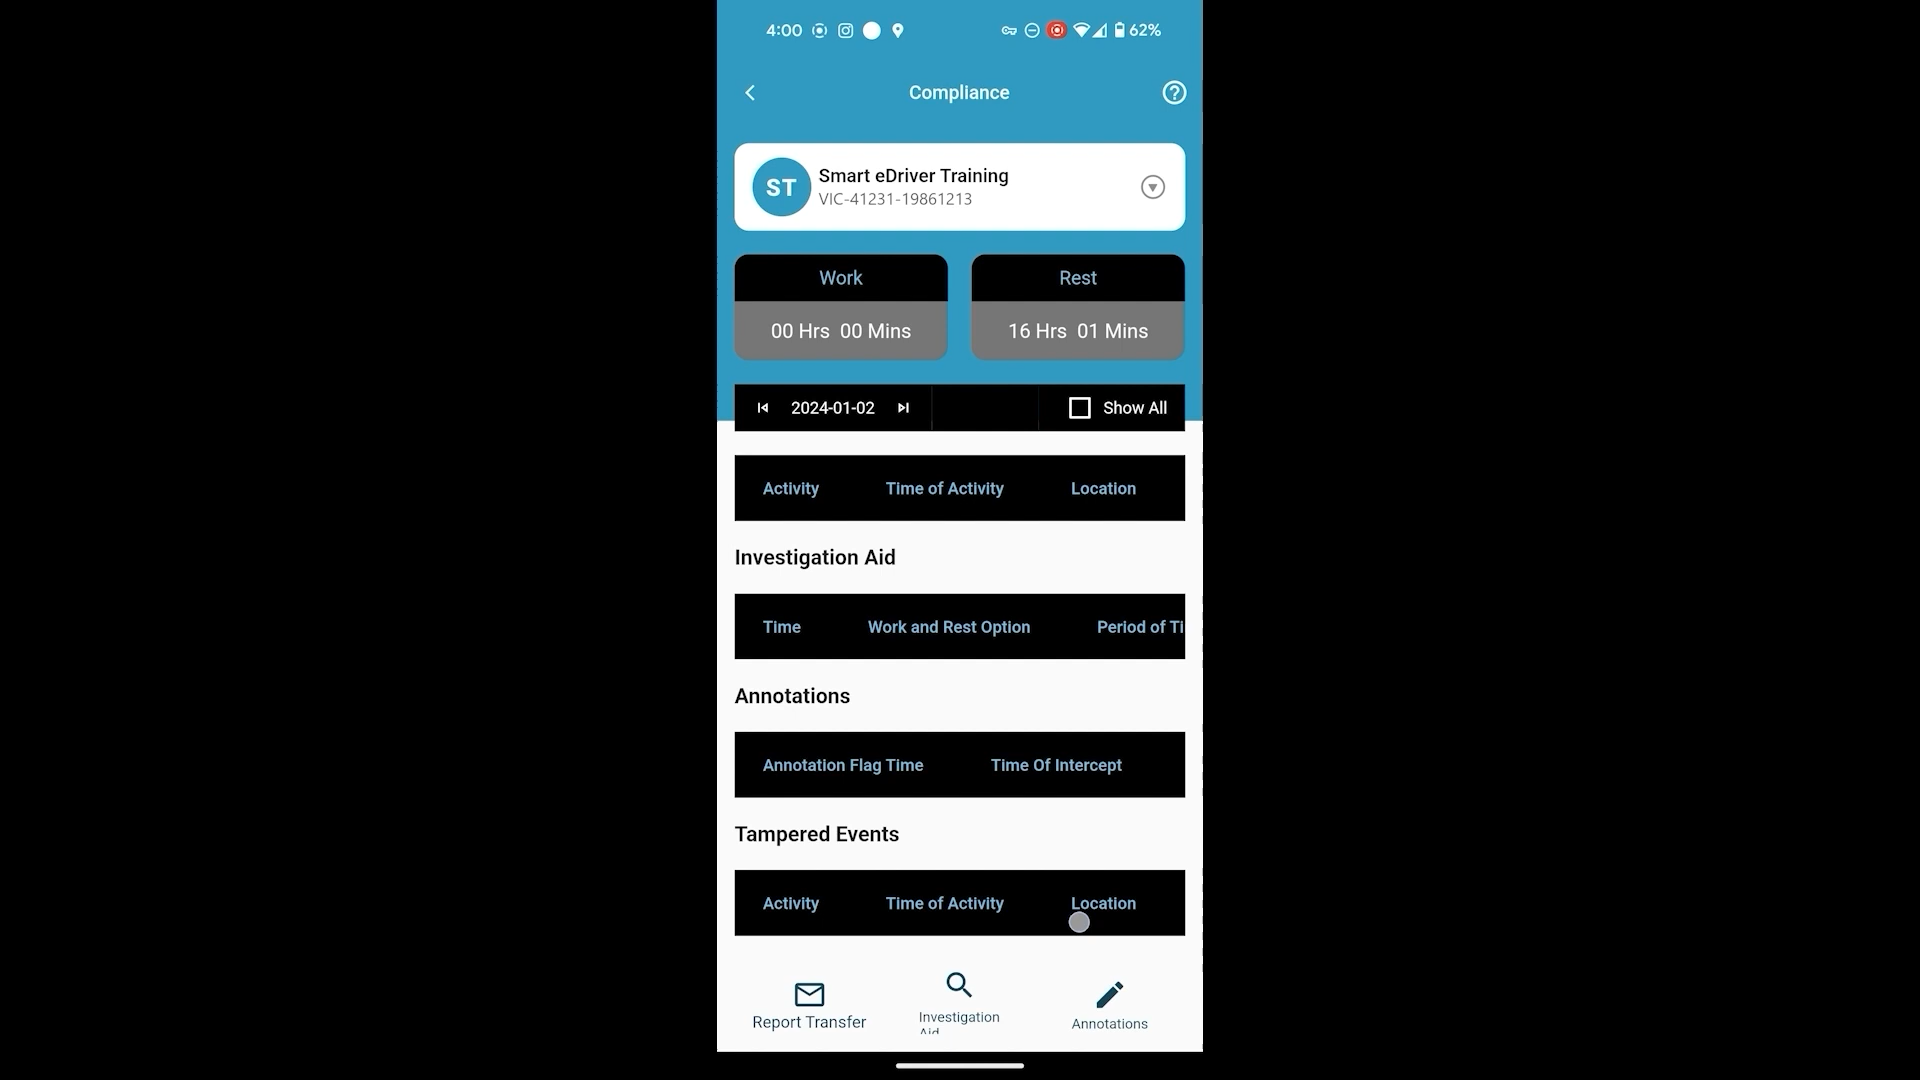 4:00 62%
Compliance
ST
Smart eDriver Training
VIC-41231-19861213
Work
Rest
00 Hrs 00 Mins
16 Hrs 01 Mins
2024-01-02
Show All
Activity Time of Activity Location
Investigation Aid
Time Work and Rest Option Period of Ti
Annotations
Annotation Flag Time Time Of Intercept
Tampered Events
Activity Time of Activity Location
Report Transfer
Investigation
Aid
Annotations